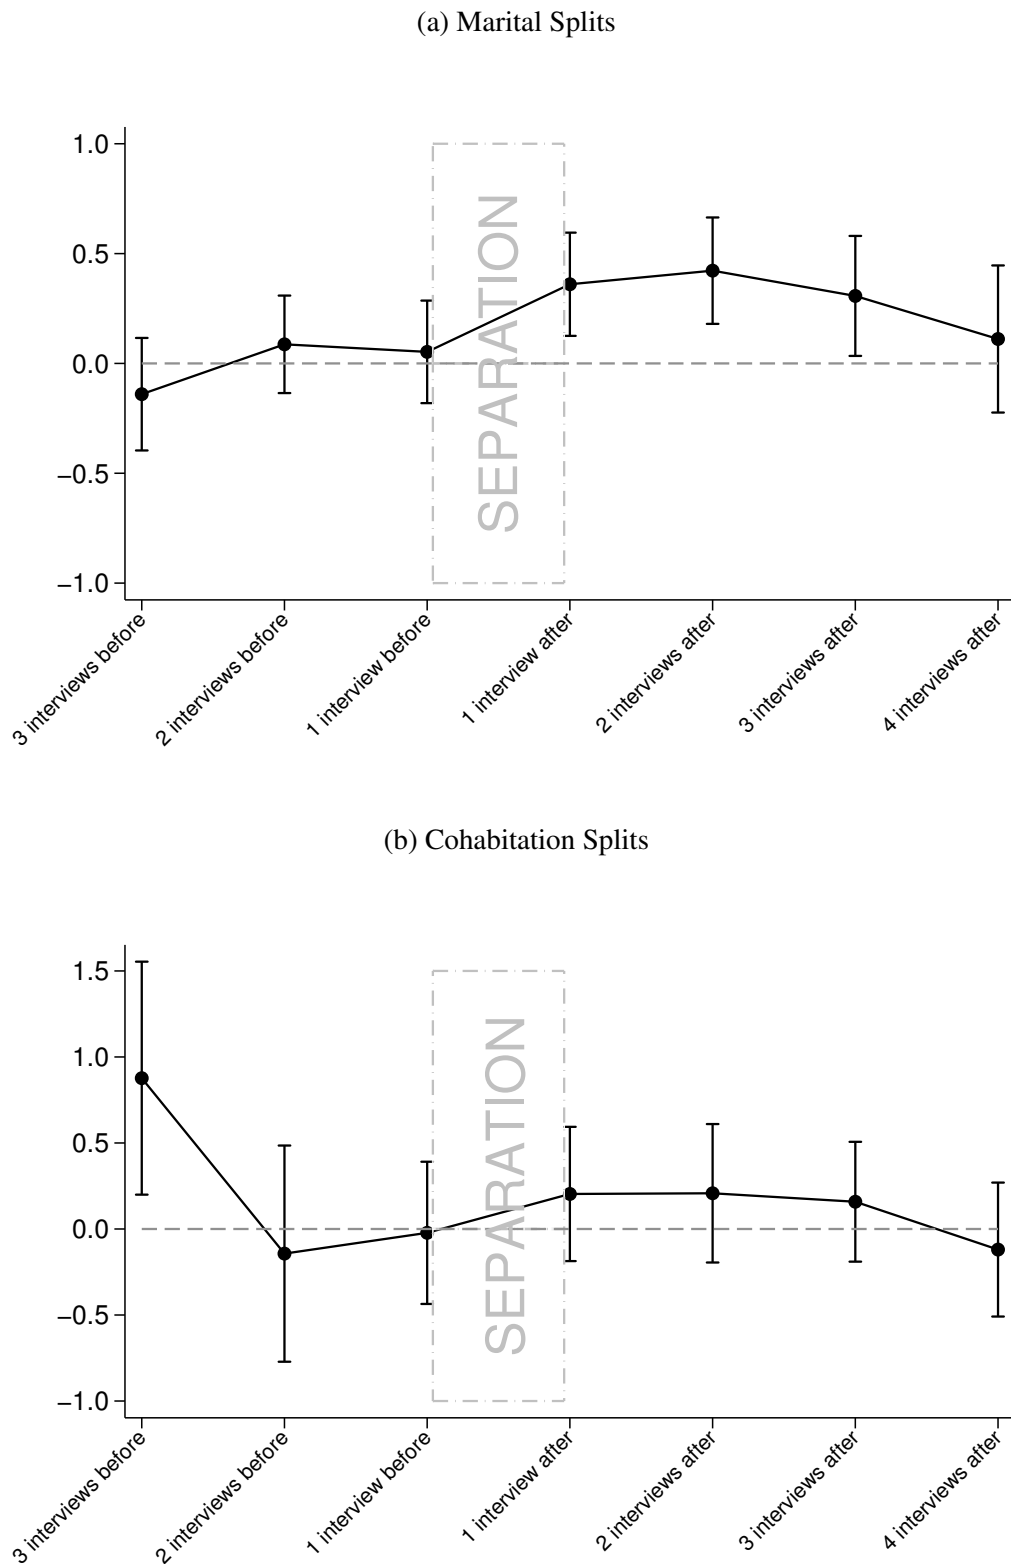 (a) Marital Splits
1.0
0.5
0.0
−0.5
−1.0
SEPARATION
3 interviews before
2 interviews before
1 interview before
1 interview after
2 interviews after
3 interviews after
4 interviews after
(b) Cohabitation Splits
1.5
1.0
0.5
0.0
−0.5
−1.0
SEPARATION
3 interviews before
2 interviews before
1 interview before
1 interview after
2 interviews after
3 interviews after
4 interviews after